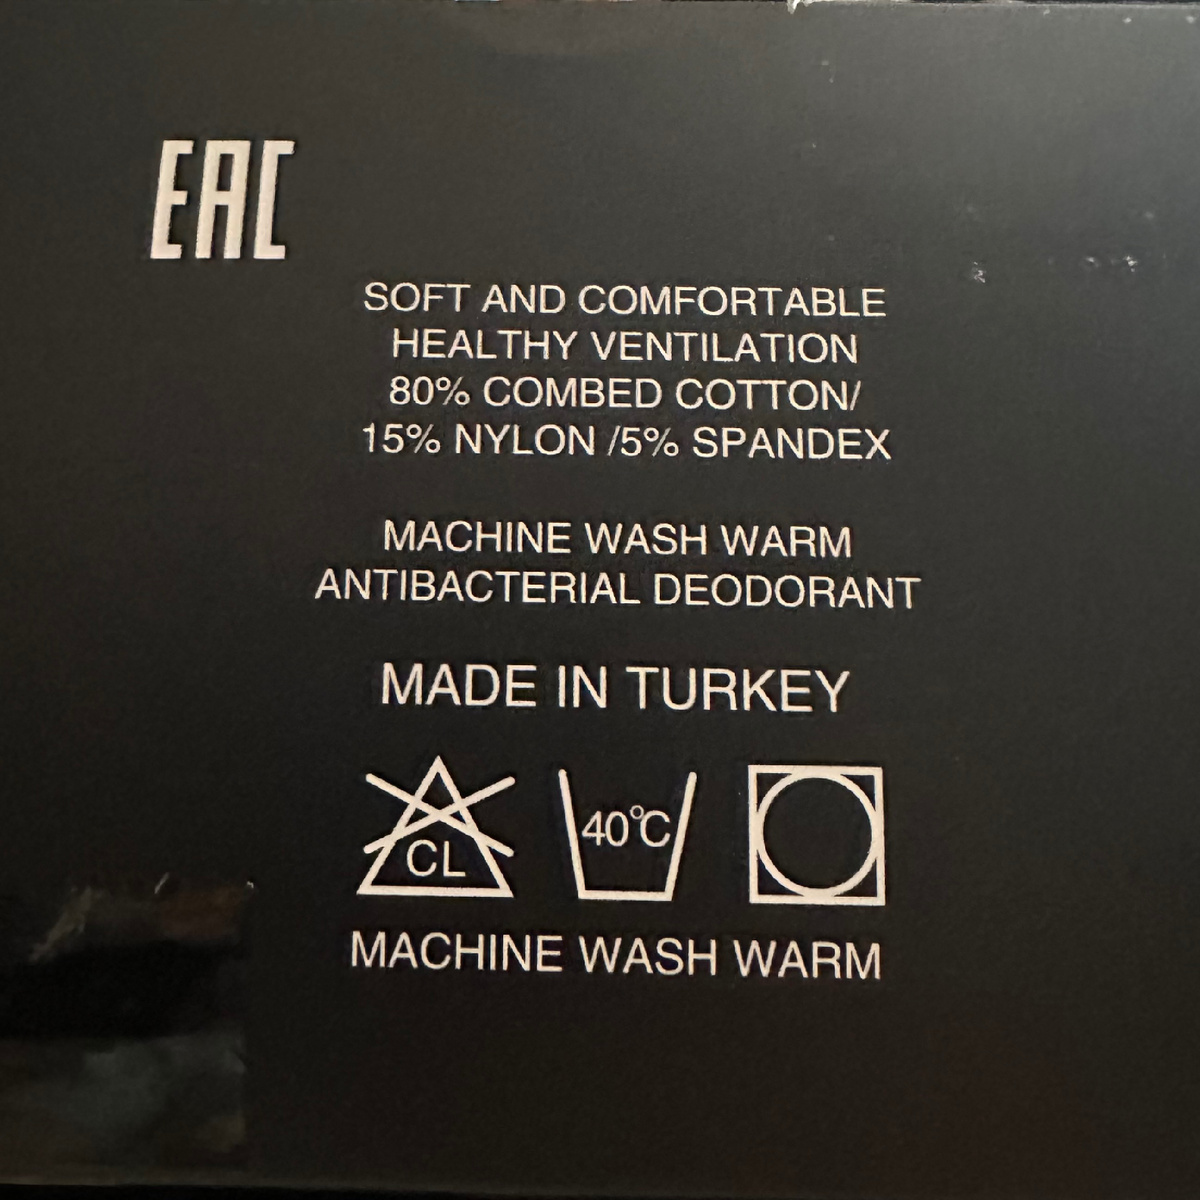 EAC
SOFT AND COMFORTABLE
HEALTHY VENTILATION
80% COMBED COTTON/
15% NYLON /5% SPANDEX
MACHINE WASH WARM
ANTIBACTERIAL DEODORANT
MADE IN TURKEY
CL 40°C
MACHINE WASH WARM